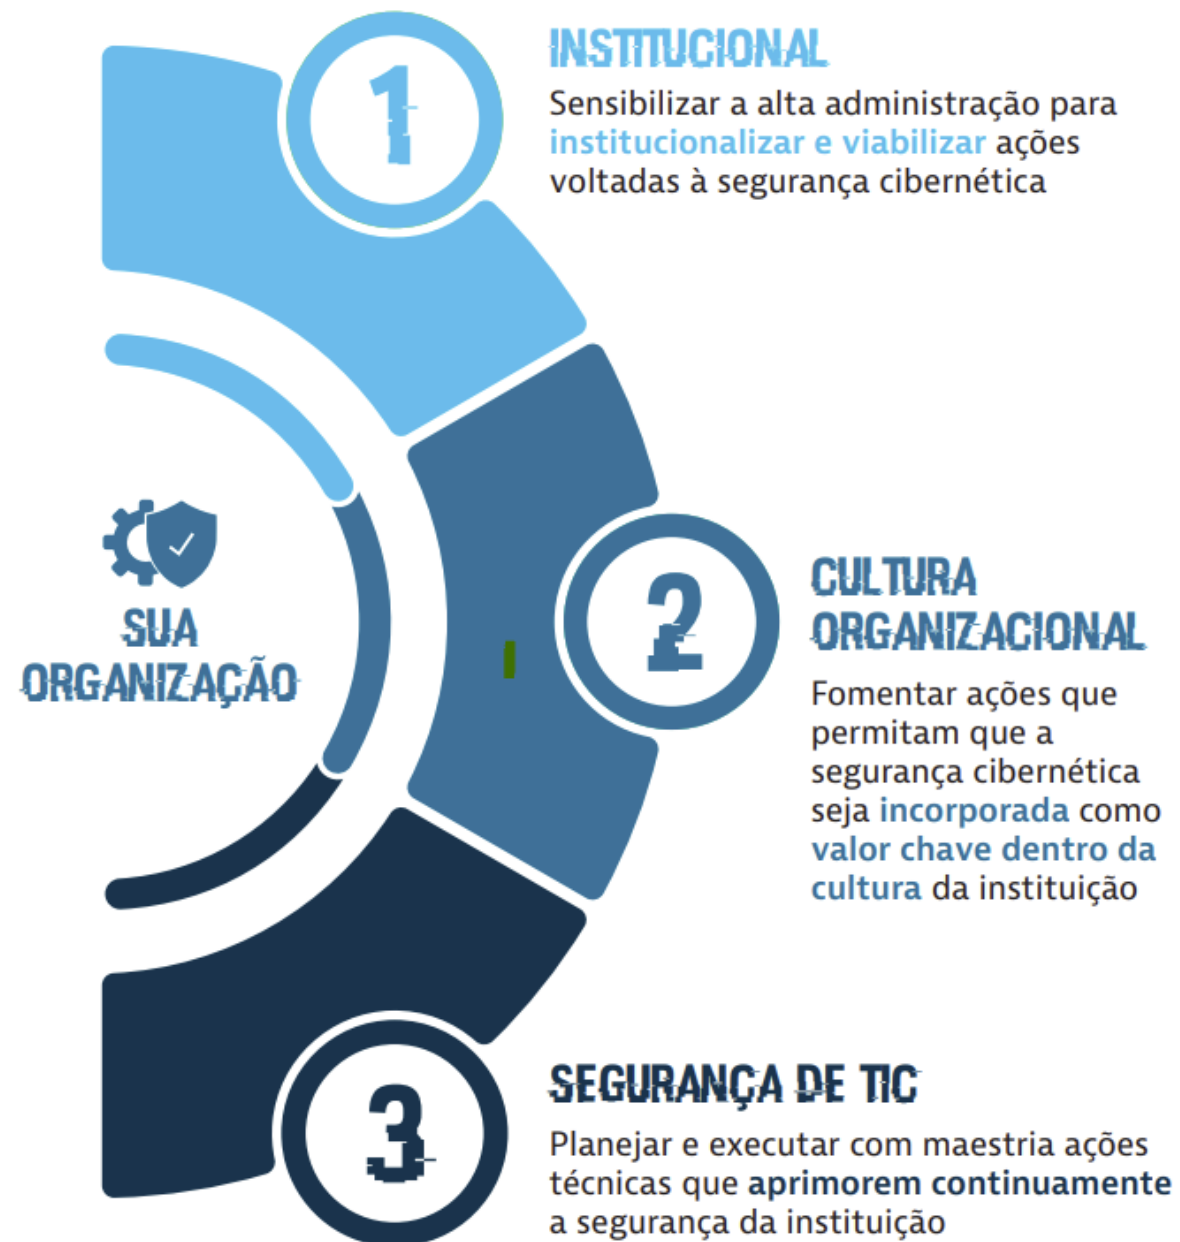 1
INSTITUCIONAL
Sensibilizar a alta administração para
institucionalizar e viabilizar ações
voltadas à segurança cibernética
SUA
ORGANIZAÇÃO
2
CULTURA
ORGANIZACIONAL
Fomentar ações que
permitam que a
segurança cibernética
seja incorporada como
valor chave dentro da
cultura da instituição
3
SEGURANÇA DE TIC
Planejar e executar com maestria ações
técnicas que aprimorem continuamente
a segurança da instituição